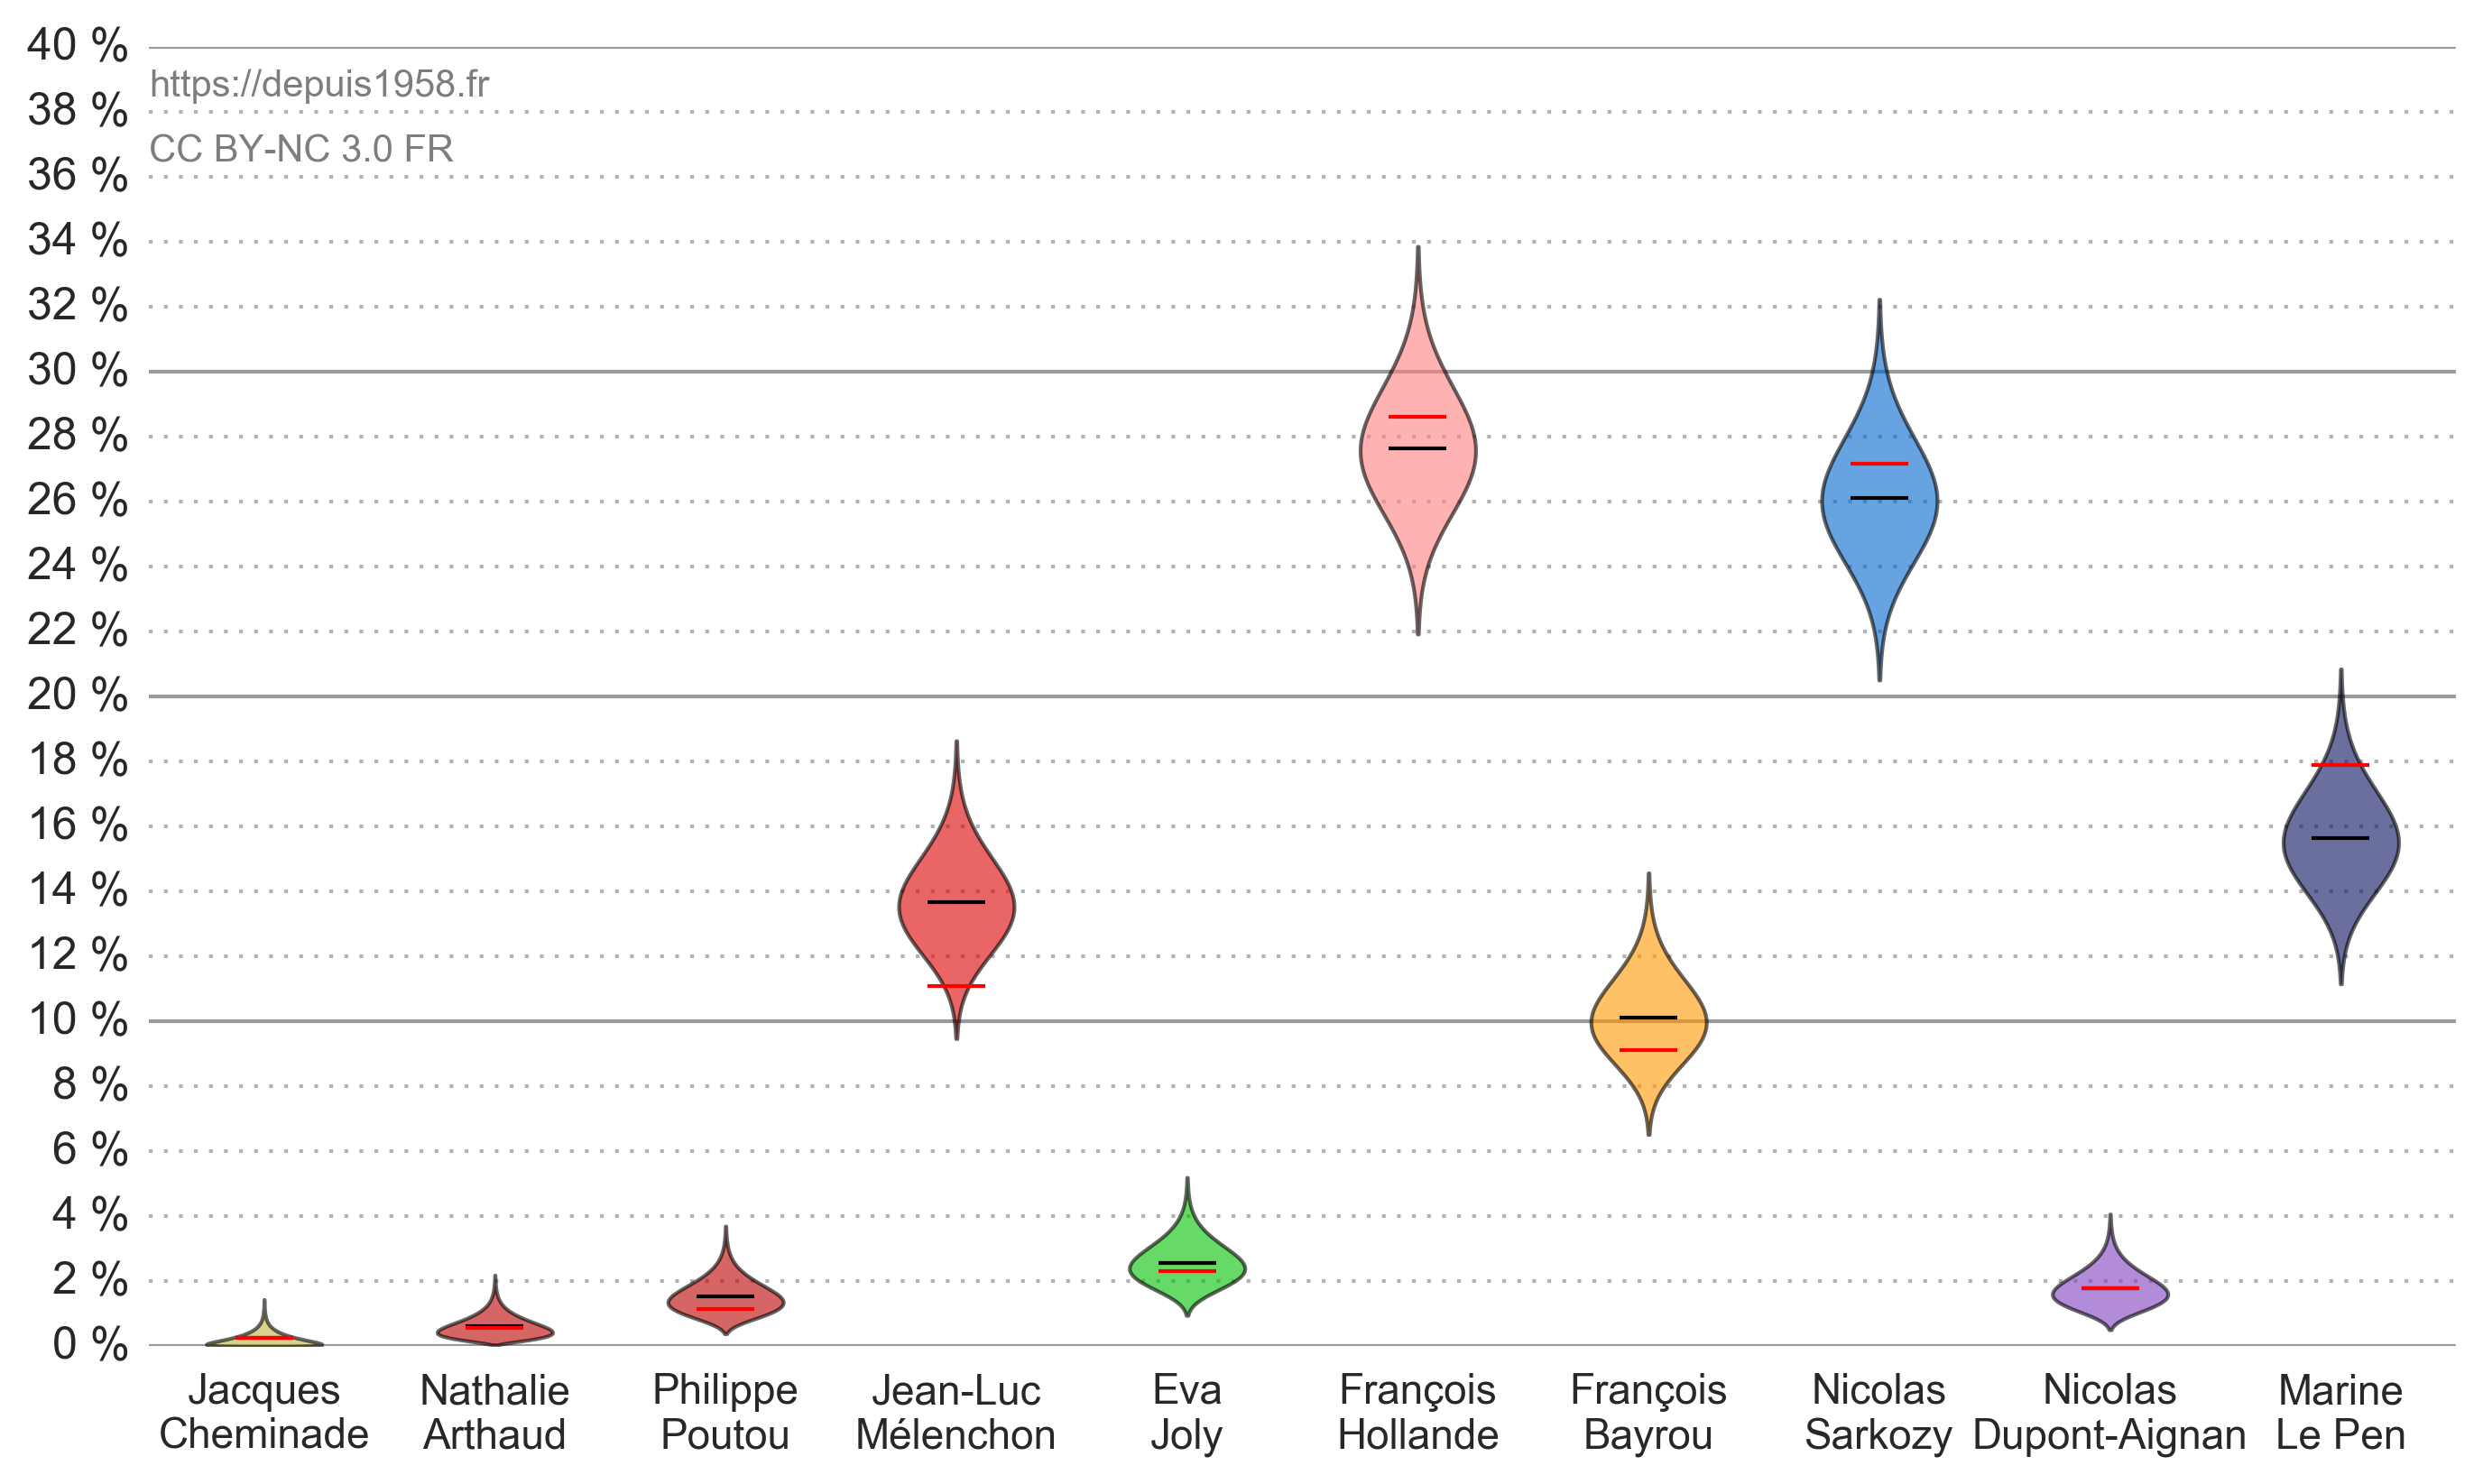 40 %
https://depuis1958.fr
38 %
CC BY-NC 3.0 FR
36 %
34 %
32 %
30 %
28 %
26 %
24 %
22 %
20 %
18 %
16 %
14 %
12 %
10 %
8 %
6 %
4 %
2 %
0 %
Jacques
Cheminade
Nathalie
Arthaud
Philippe
Poutou
Jean-Luc
Mélenchon
Eva
Joly
François
Hollande
François
Bayrou
Nicolas
Sarkozy
Nicolas
Dupont-Aignan
Marine
Le Pen